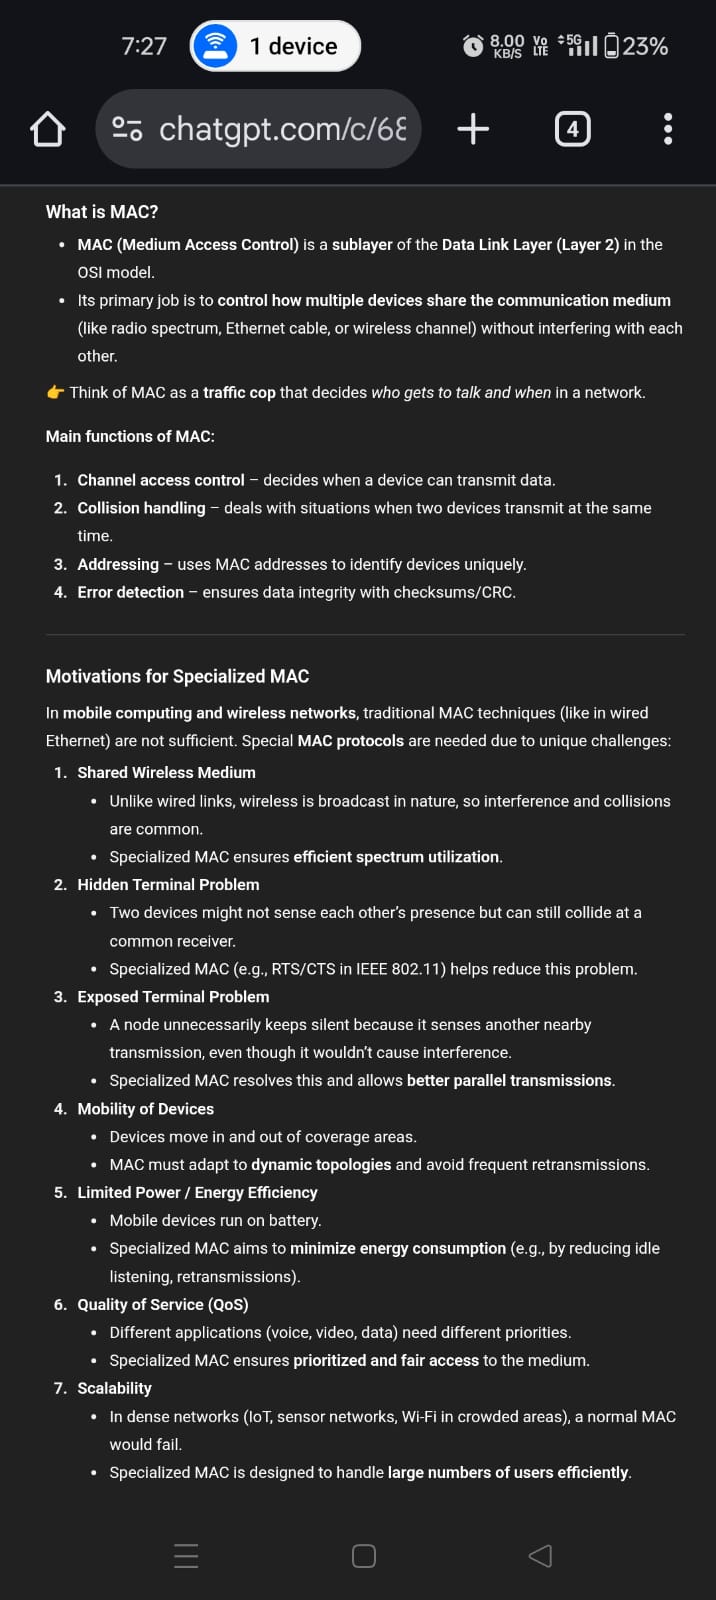 7:27
1 device
8.00
KB/S
Vo
LTE
5G
23%
chatgpt.com/c/68
4
What is MAC?
• MAC (Medium Access Control) is a sublayer of the Data Link Layer (Layer 2) in the
OSI model.
• Its primary job is to control how multiple devices share the communication medium
(like radio spectrum, Ethernet cable, or wireless channel) without interfering with each
other.
👉 Think of MAC as a traffic cop that decides who gets to talk and when in a network.
Main functions of MAC:
1. Channel access control – decides when a device can transmit data.
2. Collision handling – deals with situations when two devices transmit at the same
time.
3. Addressing – uses MAC addresses to identify devices uniquely.
4. Error detection – ensures data integrity with checksums/CRC.
Motivations for Specialized MAC
In mobile computing and wireless networks, traditional MAC techniques (like in wired
Ethernet) are not sufficient. Special MAC protocols are needed due to unique challenges:
1. Shared Wireless Medium
• Unlike wired links, wireless is broadcast in nature, so interference and collisions
are common.
• Specialized MAC ensures efficient spectrum utilization.
2. Hidden Terminal Problem
• Two devices might not sense each other's presence but can still collide at a
common receiver.
• Specialized MAC (e.g., RTS/CTS in IEEE 802.11) helps reduce this problem.
3. Exposed Terminal Problem
• A node unnecessarily keeps silent because it senses another nearby
transmission, even though it wouldn't cause interference.
• Specialized MAC resolves this and allows better parallel transmissions.
4. Mobility of Devices
• Devices move in and out of coverage areas.
• MAC must adapt to dynamic topologies and avoid frequent retransmissions.
5. Limited Power / Energy Efficiency
• Mobile devices run on battery.
• Specialized MAC aims to minimize energy consumption (e.g., by reducing idle
listening, retransmissions).
6. Quality of Service (QoS)
• Different applications (voice, video, data) need different priorities.
• Specialized MAC ensures prioritized and fair access to the medium.
7. Scalability
• In dense networks (IoT, sensor networks, Wi-Fi in crowded areas), a normal MAC
would fail.
• Specialized MAC is designed to handle large numbers of users efficiently.